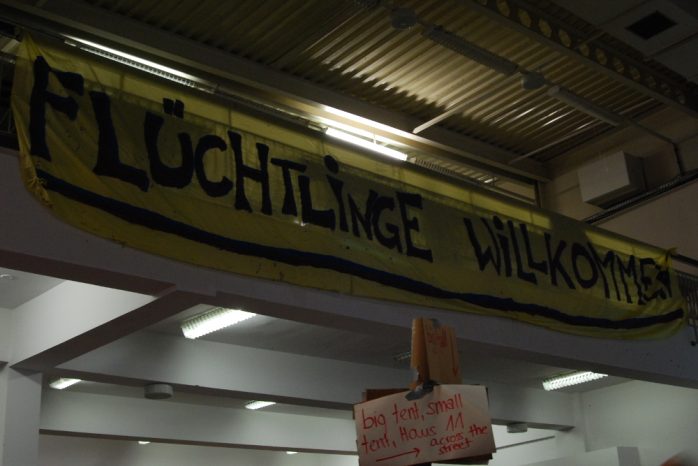 FLÜCHTLINGE WILLKOMMEN
big tent, small
tent, Haus 11
→ across the
street